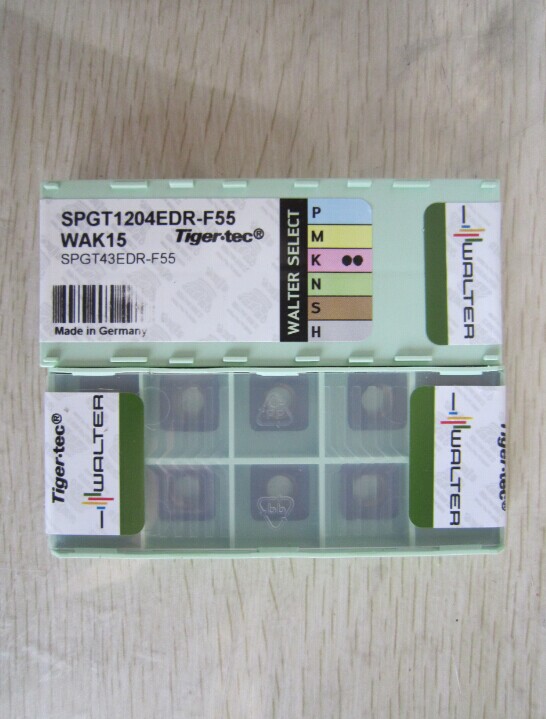 SPGT1204EDR-F55
WAK15 Tiger·tec®
SPGT43EDR-F55
Made in Germany
WALTER SELECT
P
M
K
N
S
H
WALTER
Tiger·tec®
WALTER
WALTER
Tiger·tec®